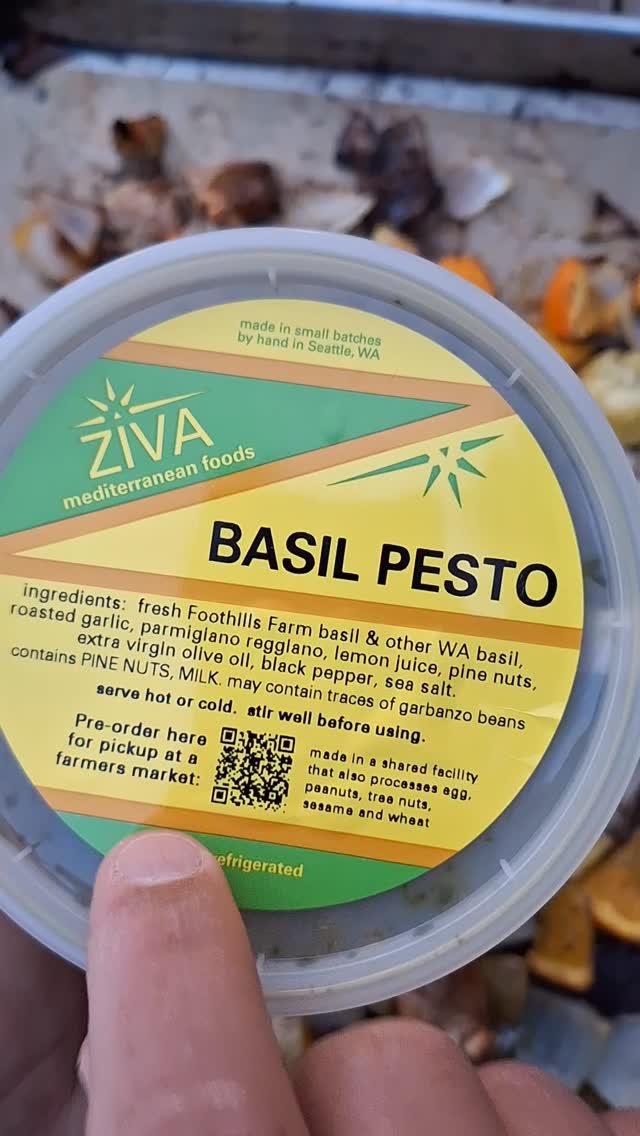 made in small batches
by hand in Seattle, WA
ZIVA
mediterranean foods
BASIL PESTO
ingredients: fresh Foothills Farm basil & other WA basil,
roasted garlic, parmigiano reggiano, lemon juice, pine nuts,
extra virgin olive oil, black pepper, sea salt.
contains PINE NUTS, MILK. may contain traces of garbanzo beans
serve hot or cold. stir well before using.
Pre-order here
for pickup at a
farmers market:
made in a shared facility
that also processes egg,
peanuts, tree nuts,
sesame and wheat
efrigerated